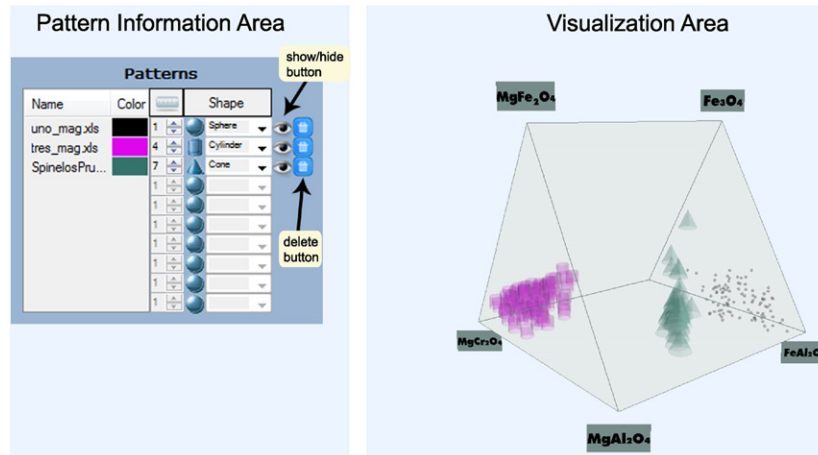 Pattern Information Area
show/hide
button
Patterns
Name Color Shape
uno_mag.xls 1 Sphere
tres_mag.xls 4 Cylinder
SpinelosPru... 7 Cone
1
1
1
1
1
1
1
delete
button
Visualization Area
MgFe₂O₄
Fe₃O₄
MgCr₂O₄
FeAl₂O
MgAl₂O₄